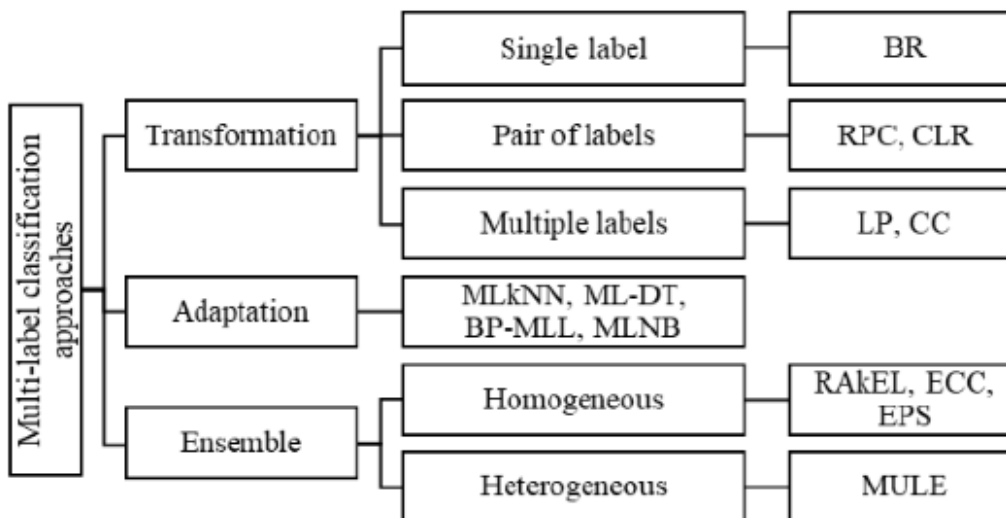 Multi-label classification
approaches
Transformation
Single label
BR
Pair of labels
RPC, CLR
Multiple labels
LP, CC
Adaptation
MLkNN, ML-DT,
BP-MLL, MLNB
Ensemble
Homogeneous
RAkEL, ECC,
EPS
Heterogeneous
MULE